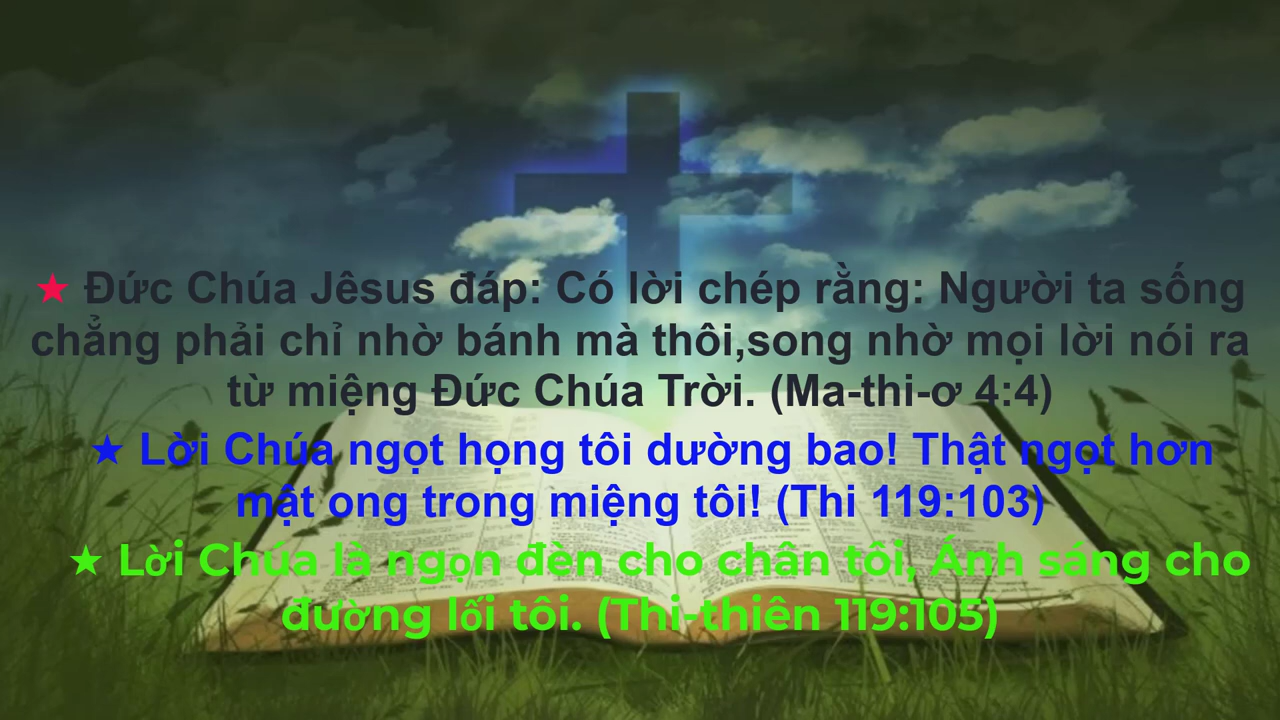 ★ Đức Chúa Jêsus đáp: Có lời chép rằng: Người ta sống
chẳng phải chỉ nhờ bánh mà thôi,song nhờ mọi lời nói ra
từ miệng Đức Chúa Trời. (Ma-thi-ơ 4:4)
★ Lời Chúa ngọt họng tôi dường bao! Thật ngọt hơn
mật ong trong miệng tôi! (Thi 119:103)
★ Lời Chúa là ngọn đèn cho chân tôi, Ánh sáng cho
đường lối tôi. (Thi-thiên 119:105)